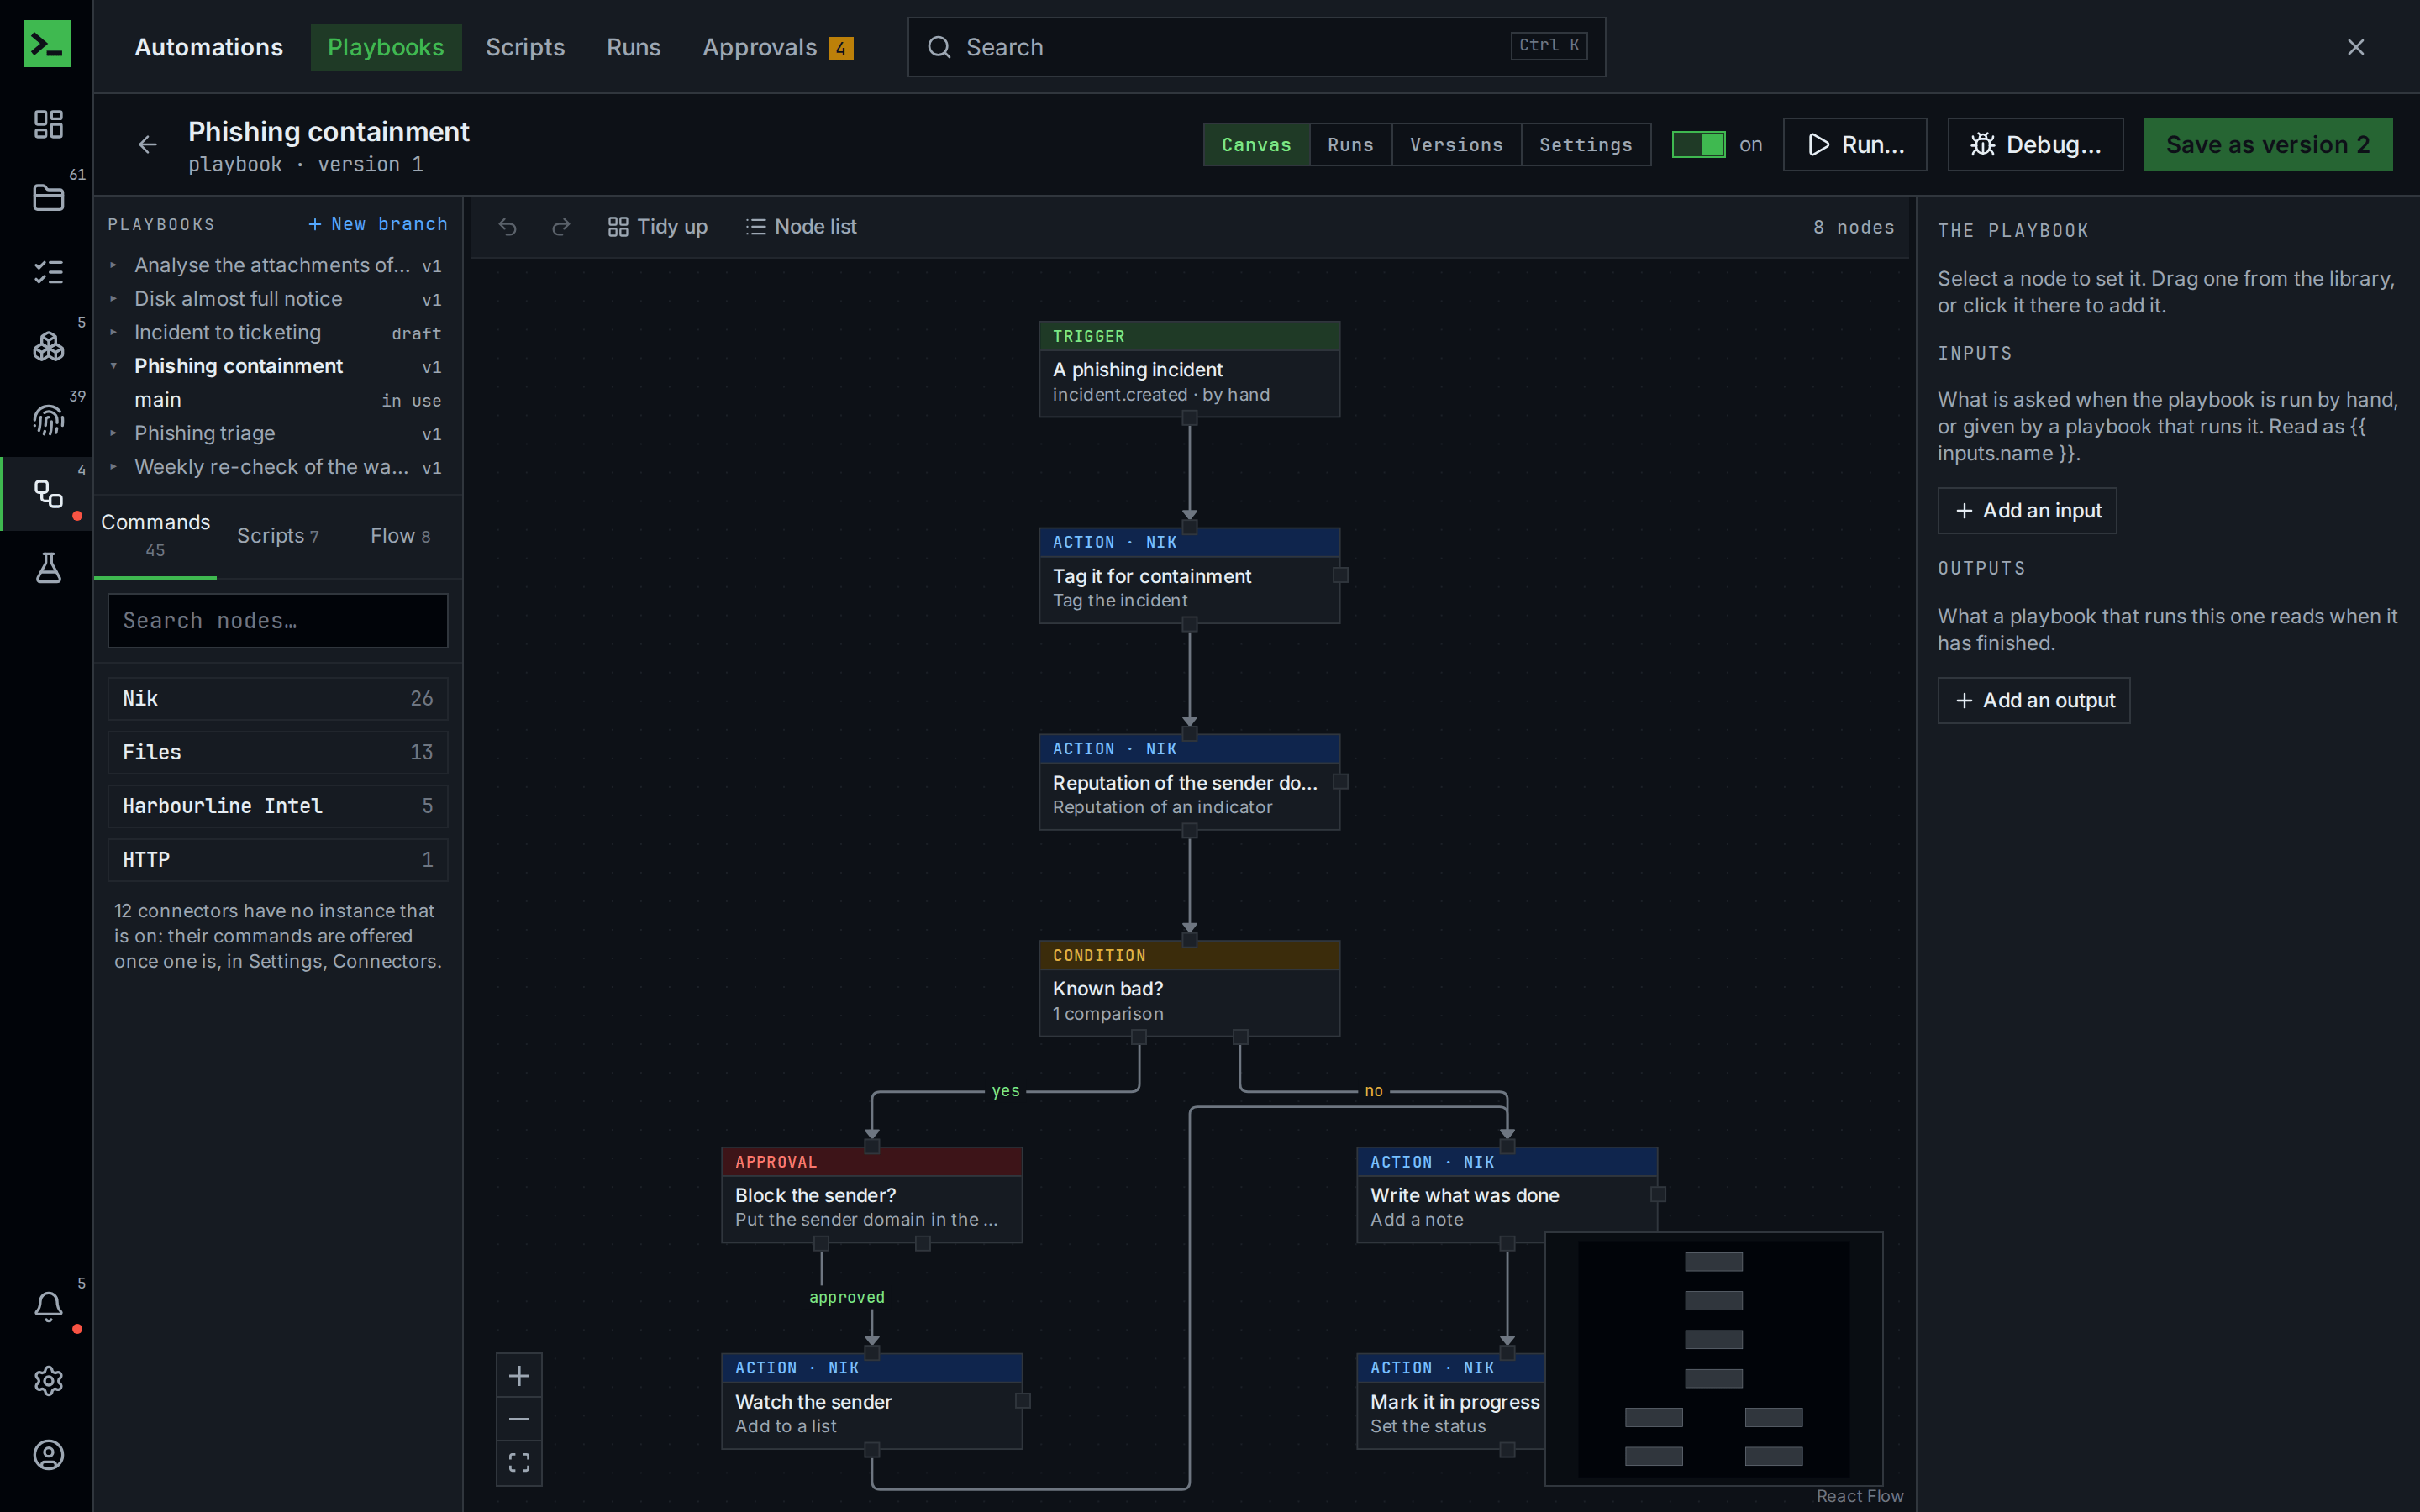 Automations
Playbooks
Scripts
Runs
Approvals 4
Search
Ctrl K
Phishing containment
playbook · version 1
Canvas
Runs
Versions
Settings
on
Run...
Debug...
Save as version 2
61
5
39
4
5
PLAYBOOKS
+ New branch
Analyse the attachments of... v1
Disk almost full notice v1
Incident to ticketing draft
Phishing containment v1
main in use
Phishing triage v1
Weekly re-check of the wa... v1
Commands 45
Scripts 7
Flow 8
Search nodes…
Nik 26
Files 13
Harbourline Intel 5
HTTP 1
12 connectors have no instance that
is on: their commands are offered
once one is, in Settings, Connectors.
Tidy up
Node list
8 nodes
TRIGGER
A phishing incident
incident.created · by hand
ACTION · NIK
Tag it for containment
Tag the incident
ACTION · NIK
Reputation of the sender do...
Reputation of an indicator
CONDITION
Known bad?
1 comparison
yes
no
APPROVAL
Block the sender?
Put the sender domain in the ...
approved
ACTION · NIK
Watch the sender
Add to a list
ACTION · NIK
Write what was done
Add a note
ACTION · NIK
Mark it in progress
Set the status
React Flow
THE PLAYBOOK
Select a node to set it. Drag one from the library,
or click it there to add it.
INPUTS
What is asked when the playbook is run by hand,
or given by a playbook that runs it. Read as {{
inputs.name }}.
+ Add an input
OUTPUTS
What a playbook that runs this one reads when it
has finished.
+ Add an output